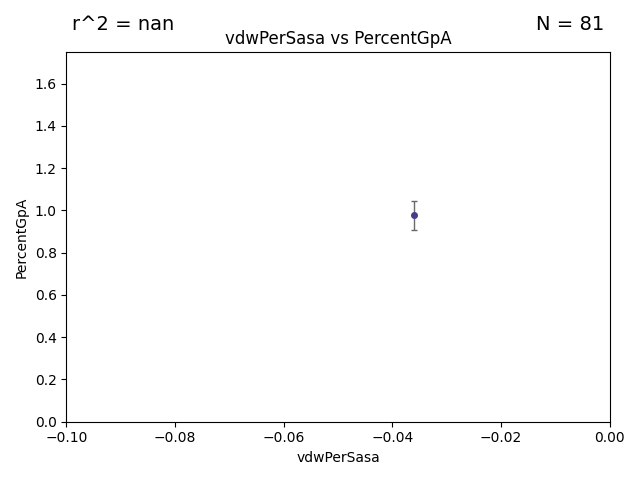 r^2 = nan
N = 81
vdwPerSasa vs PercentGpA
PercentGpA
1.6
1.4
1.2
1.0
0.8
0.6
0.4
0.2
0.0
−0.10 −0.08 −0.06 −0.04 −0.02 0.00
vdwPerSasa